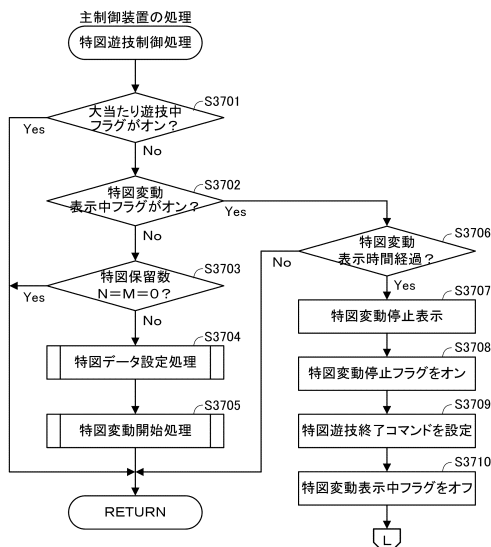 主制御装置の処理
特図遊技制御処理
S3701
大当たり遊技中
フラグがオン？
Yes
No
S3702
特図変動
表示中フラグがオン？
Yes
No
S3703
特図保留数
N=M=0？
Yes
No
S3704
特図データ設定処理
S3705
特図変動開始処理
RETURN
S3706
特図変動
表示時間経過？
No
Yes
S3707
特図変動停止表示
S3708
特図変動停止フラグをオン
S3709
特図遊技終了コマンドを設定
S3710
特図変動表示中フラグをオフ
L